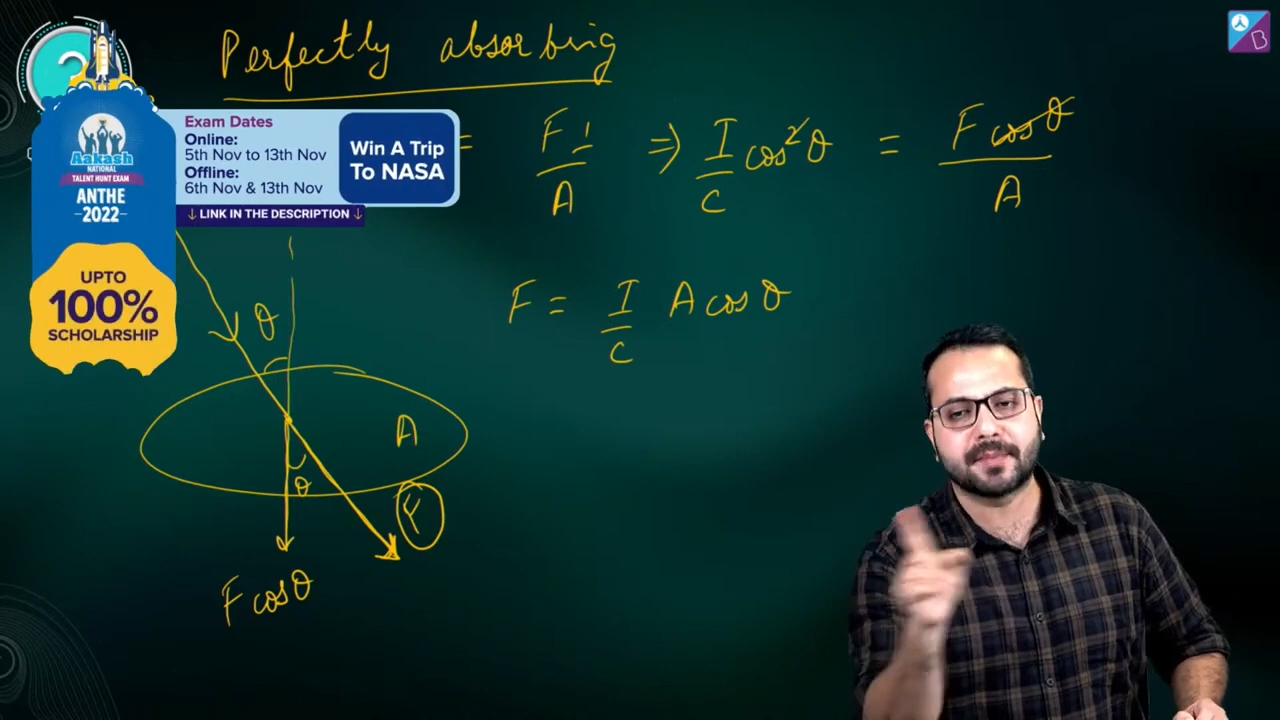 Perfectly absorbing
= F⊥/A ⇒ I/c cos²θ = F cosθ/A
F = I/c A cosθ
θ
A
θ
F
F cosθ
Aakash
NATIONAL
TALENT HUNT EXAM
ANTHE
-2022-
UPTO
100%
SCHOLARSHIP
Exam Dates
Online:
5th Nov to 13th Nov
Offline:
6th Nov & 13th Nov
Win A Trip
To NASA
↓ LINK IN THE DESCRIPTION ↓
B